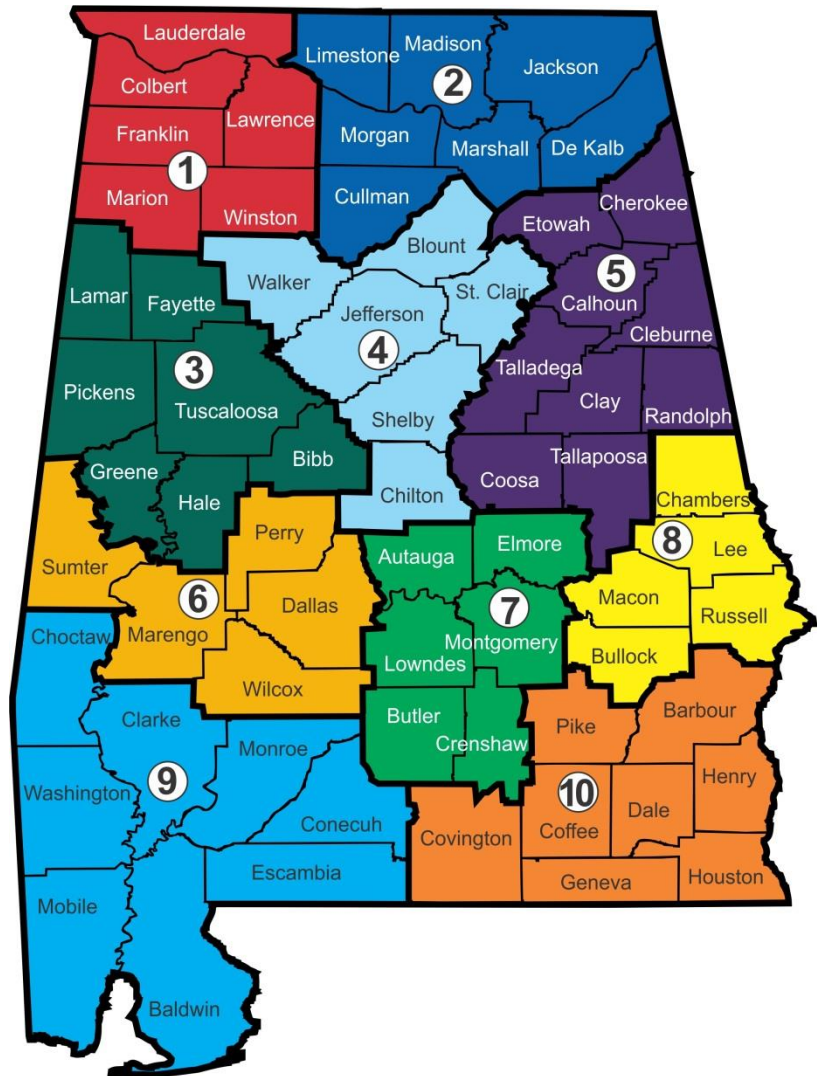 Lauderdale
Limestone
Madison
Jackson
Colbert
2
Franklin
Lawrence
Morgan
Marshall
De Kalb
1
Marion
Winston
Cullman
Cherokee
Etowah
Blount
Walker
St. Clair
5
Calhoun
Lamar
Fayette
Jefferson
4
Cleburne
3
Talladega
Pickens
Tuscaloosa
Shelby
Clay
Randolph
Bibb
Greene
Hale
Coosa
Tallapoosa
Chilton
Chambers
Perry
Autauga
Elmore
8
Lee
Sumter
6
Dallas
7
Macon
Russell
Choctaw
Marengo
Montgomery
Lowndes
Bullock
Wilcox
Clarke
Butler
Crenshaw
Pike
Barbour
Monroe
9
Washington
10
Henry
Conecuh
Covington
Coffee
Dale
Escambia
Geneva
Houston
Mobile
Baldwin